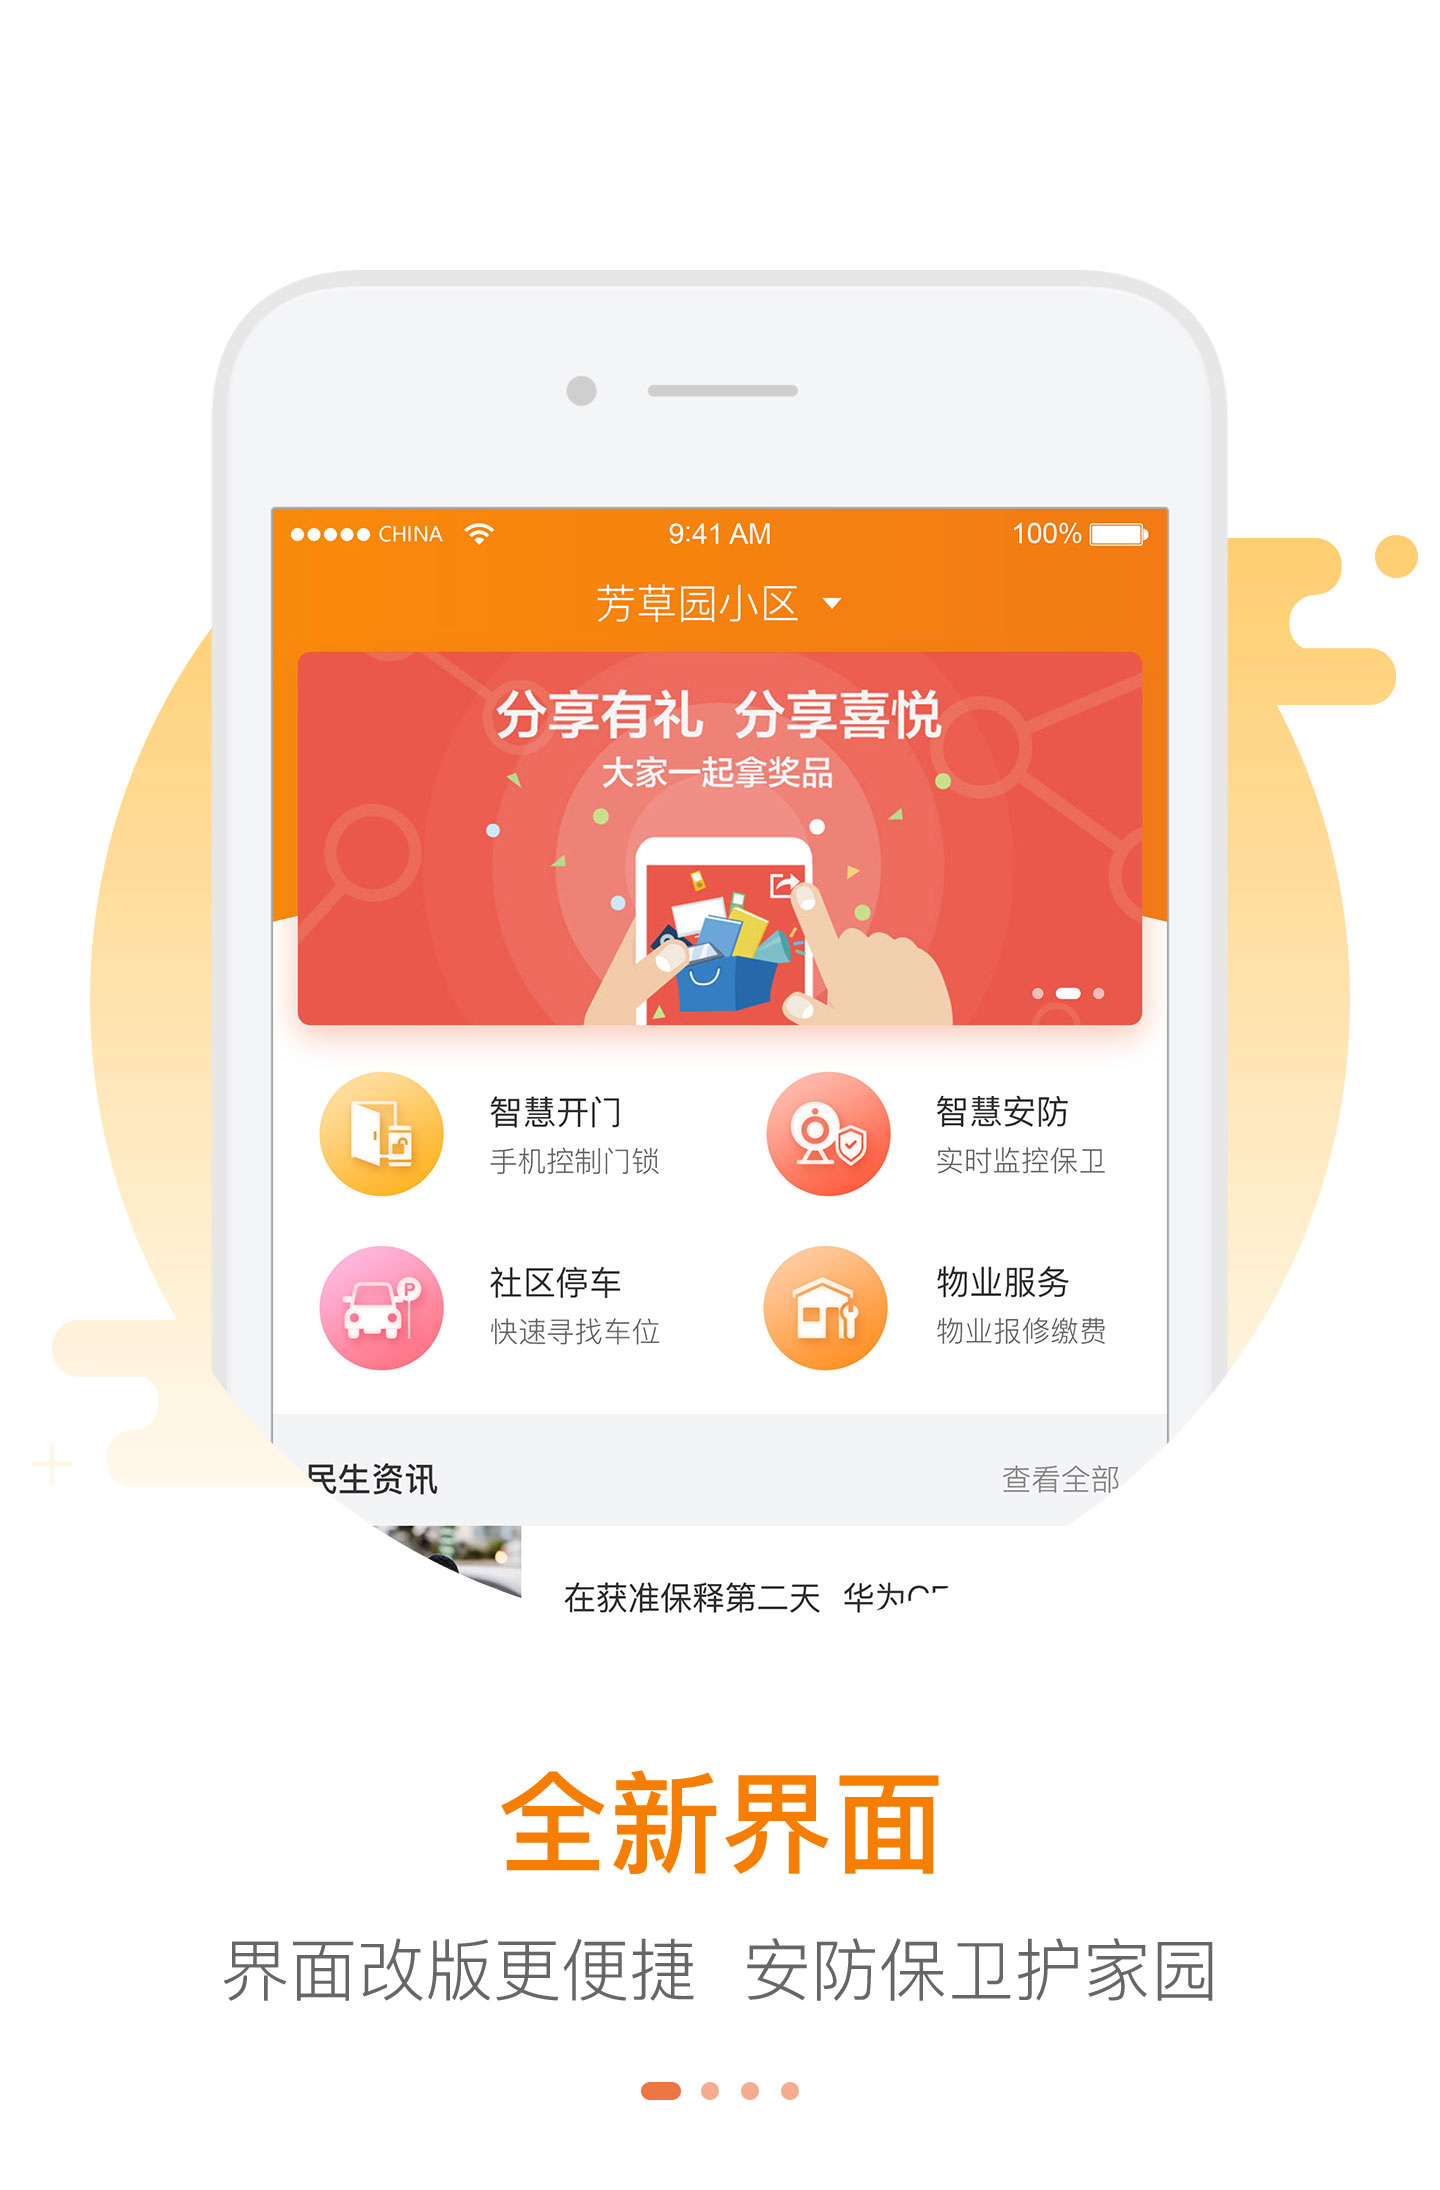 CHINA 9:41 AM 100%
芳草园小区
分享有礼 分享喜悦
大家一起拿奖品
智慧开门
手机控制门锁
智慧安防
实时监控保卫
社区停车
快速寻找车位
物业服务
物业报修缴费
民生资讯 查看全部
在获准保释第二天 华为
全新界面
界面改版更便捷 安防保卫护家园